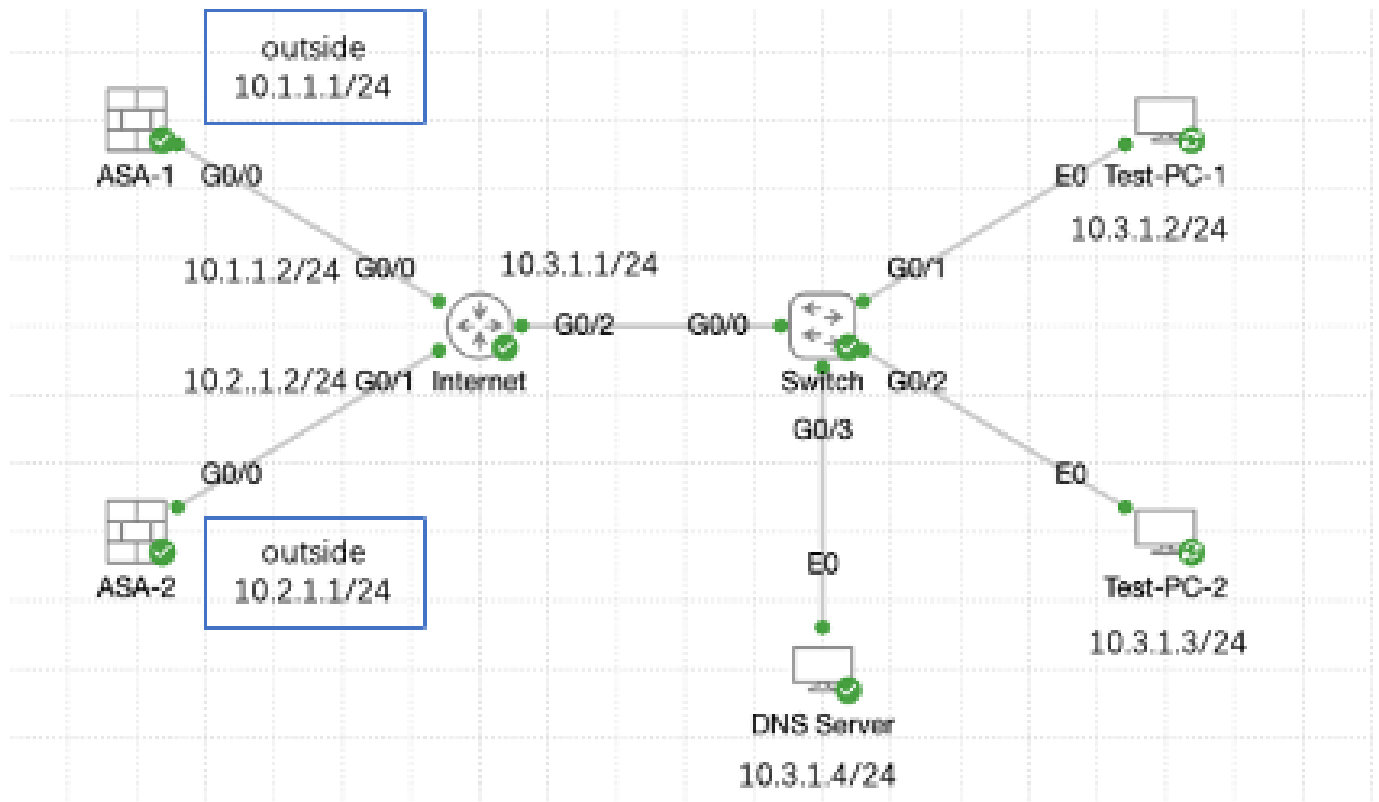 outside
10.1.1.1/24
ASA-1
G0/0
E0
Test-PC-1
10.3.1.2/24
10.1.1.2/24
G0/0
10.3.1.1/24
G0/1
G0/2
G0/0
10.2..1.2/24
G0/1
Internet
Switch
G0/2
G0/3
G0/0
E0
outside
10.2.1.1/24
ASA-2
E0
Test-PC-2
10.3.1.3/24
DNS Server
10.3.1.4/24